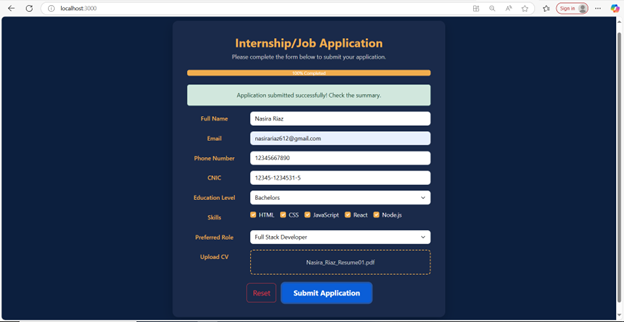 localhost:3000
Sign in
Internship/Job Application
Please complete the form below to submit your application.
100% Completed
Application submitted successfully! Check the summary.
Full Name Nasira Riaz
Email nasirariaz612@gmail.com
Phone Number 12345667890
CNIC 12345-1234531-5
Education Level Bachelors
Skills HTML CSS JavaScript React Node.js
Preferred Role Full Stack Developer
Upload CV Nasira_Riaz_Resume01.pdf
Reset Submit Application